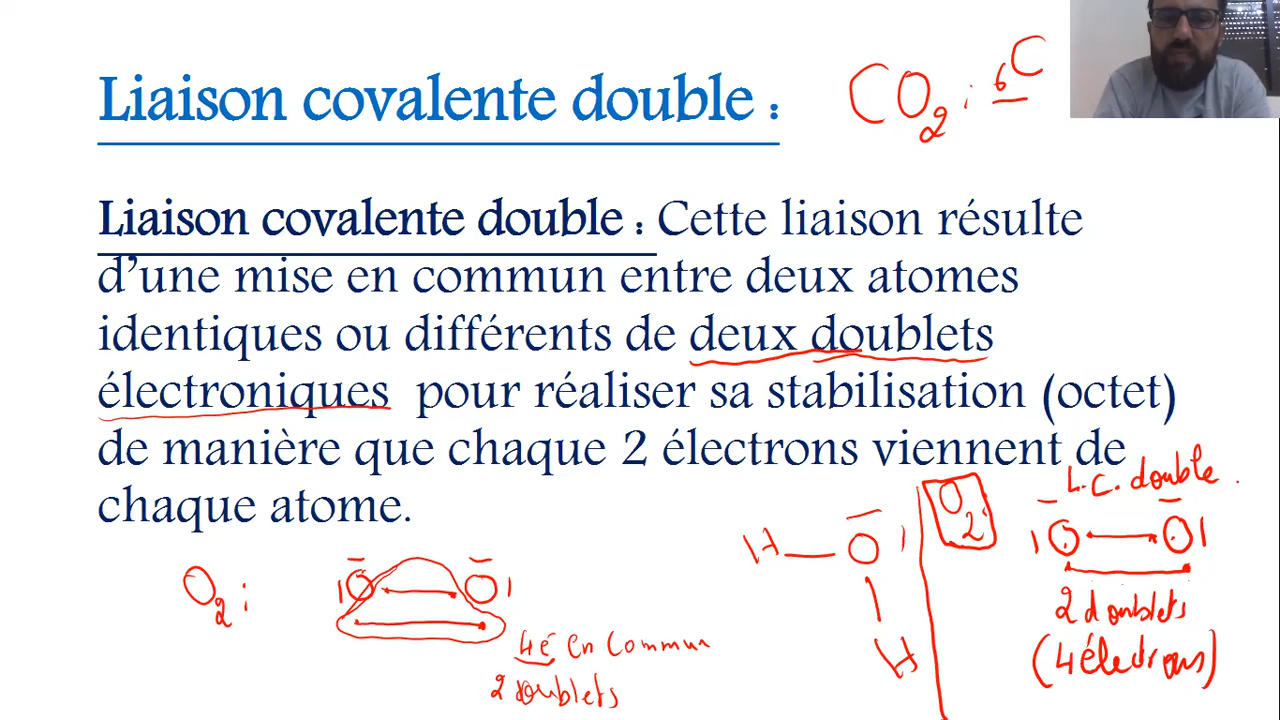 Liaison covalente double :
CO2 : 6C
Liaison covalente double : Cette liaison résulte
d'une mise en commun entre deux atomes
identiques ou différents de deux doublets
électroniques pour réaliser sa stabilisation (octet)
de manière que chaque 2 électrons viennent de
chaque atome.
O2 :
O O
4é en commun
2 doublets
H O
H
O2
L.C. double
O O
2 doublets
(4 électrons)